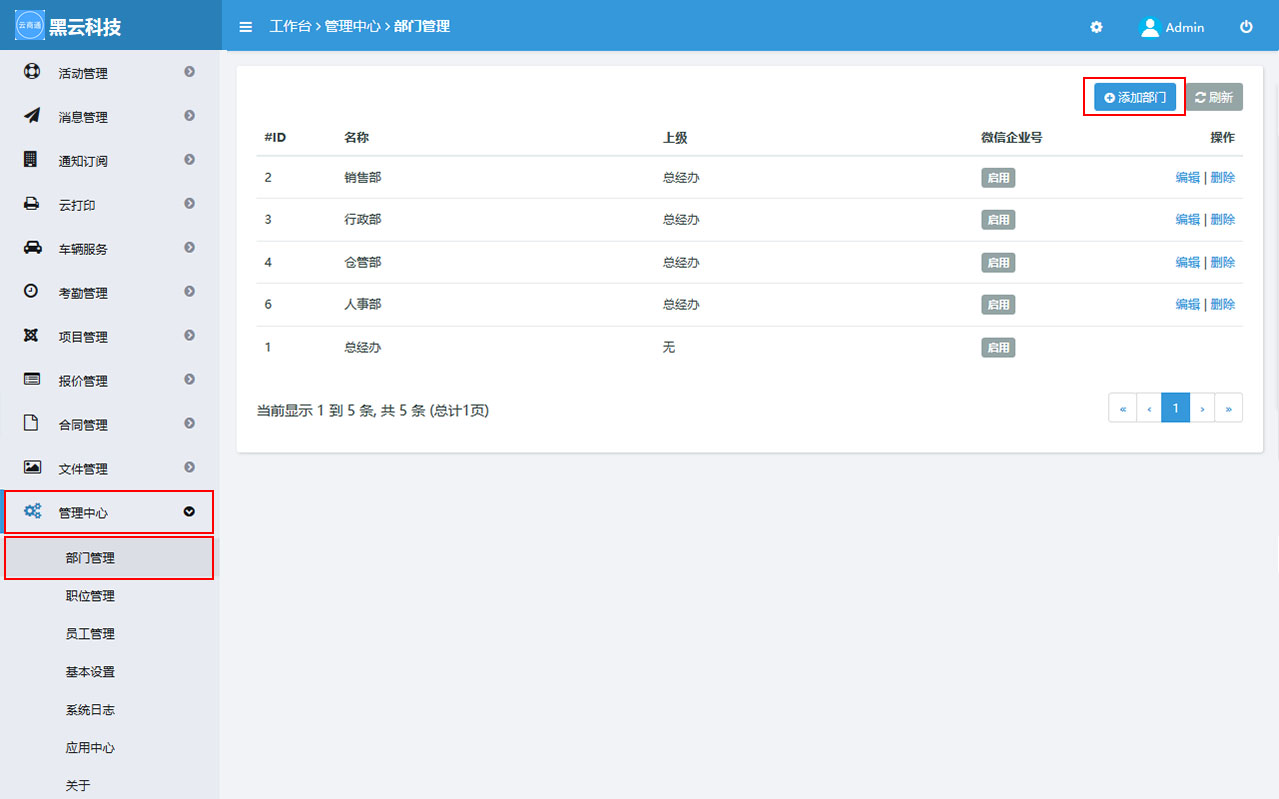 云商通 黑云科技
工作台 › 管理中心 › 部门管理
Admin
活动管理
消息管理
通知订阅
云打印
车辆服务
考勤管理
项目管理
报价管理
合同管理
文件管理
管理中心
部门管理
职位管理
员工管理
基本设置
系统日志
应用中心
关于
添加部门 刷新
#ID 名称 上级 微信企业号 操作
2 销售部 总经办 启用 编辑 | 删除
3 行政部 总经办 启用 编辑 | 删除
4 仓管部 总经办 启用 编辑 | 删除
6 人事部 总经办 启用 编辑 | 删除
1 总经办 无 启用
当前显示 1 到 5 条, 共 5 条 (总计1页)
« ‹ 1 › »